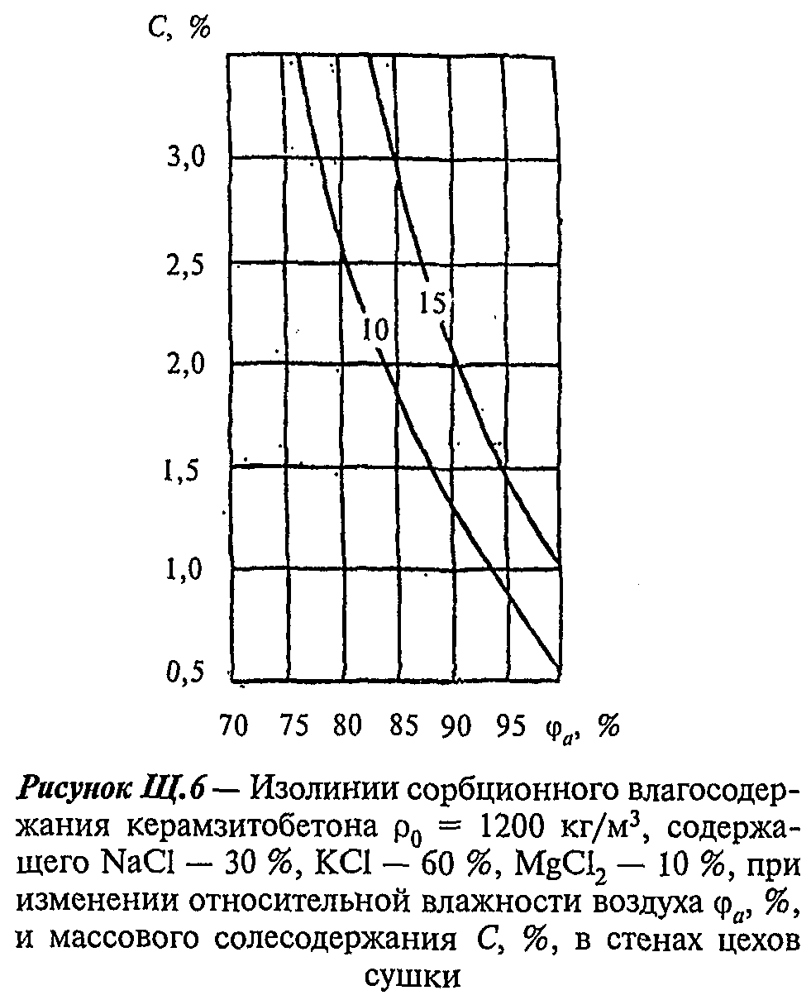 C, %
3,0
2,5
15
10
2,0
1,5
1,0
0,5
70 75 80 85 90 95 φₐ, %
Рисунок Щ.6 — Изолинии сорбционного влагосодер-
жания керамзитобетона ρ₀ = 1200 кг/м³, содержа-
щего NaCl — 30 %, KCl — 60 %, MgCl₂ — 10 %, при
изменении относительной влажности воздуха φₐ, %,
и массового солесодержания C, %, в стенах цехов
сушки